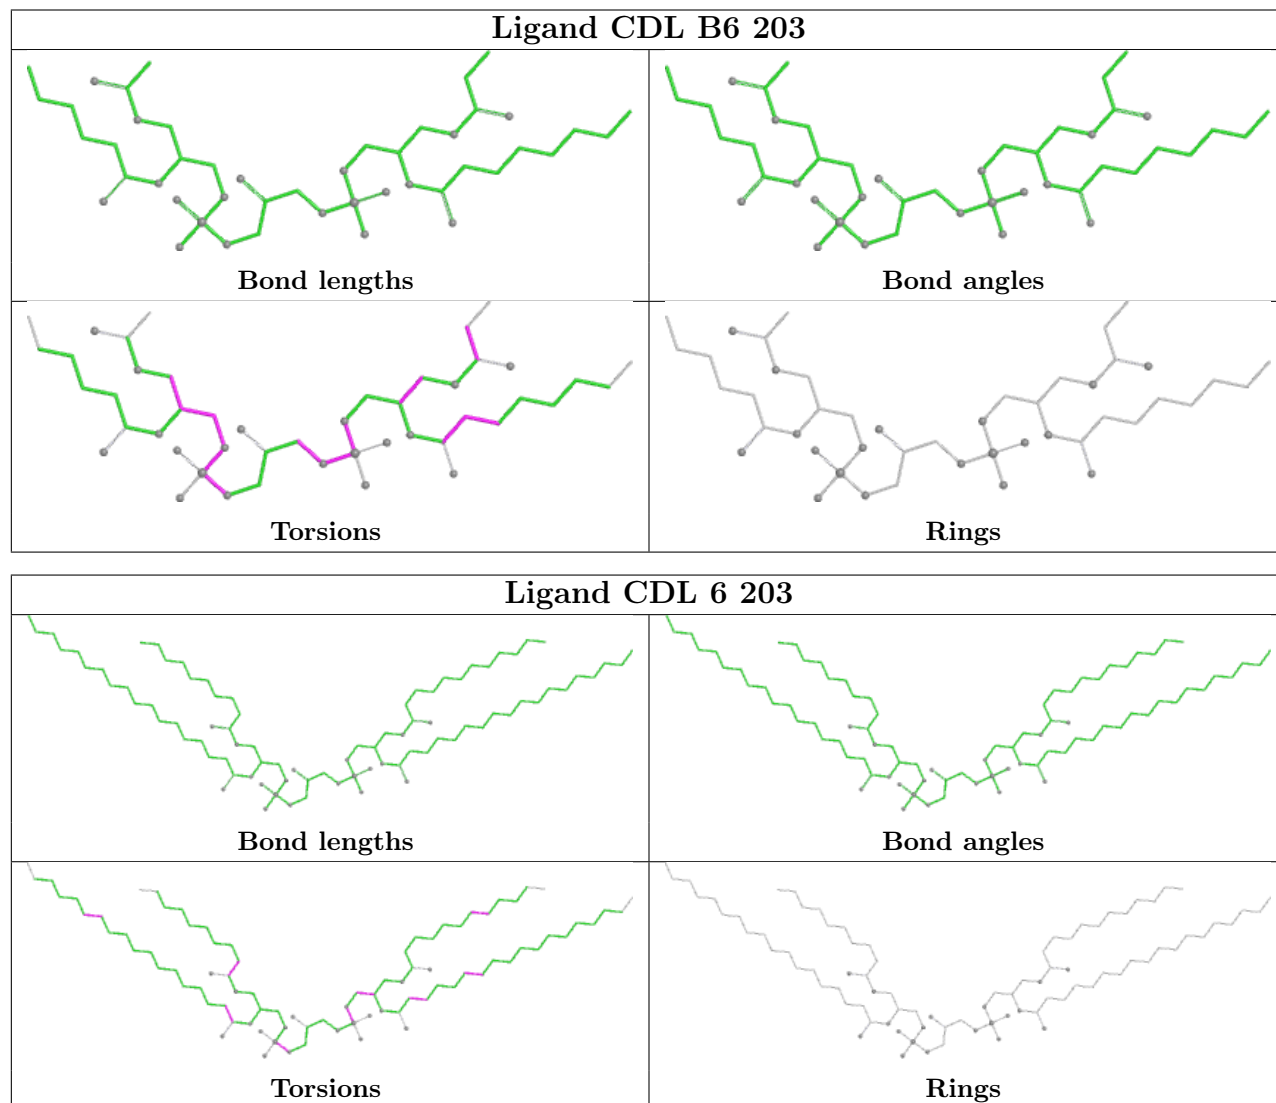 Ligand CDL B6 203
Bond lengths
Bond angles
Torsions
Rings
Ligand CDL 6 203
Bond lengths
Bond angles
Torsions
Rings